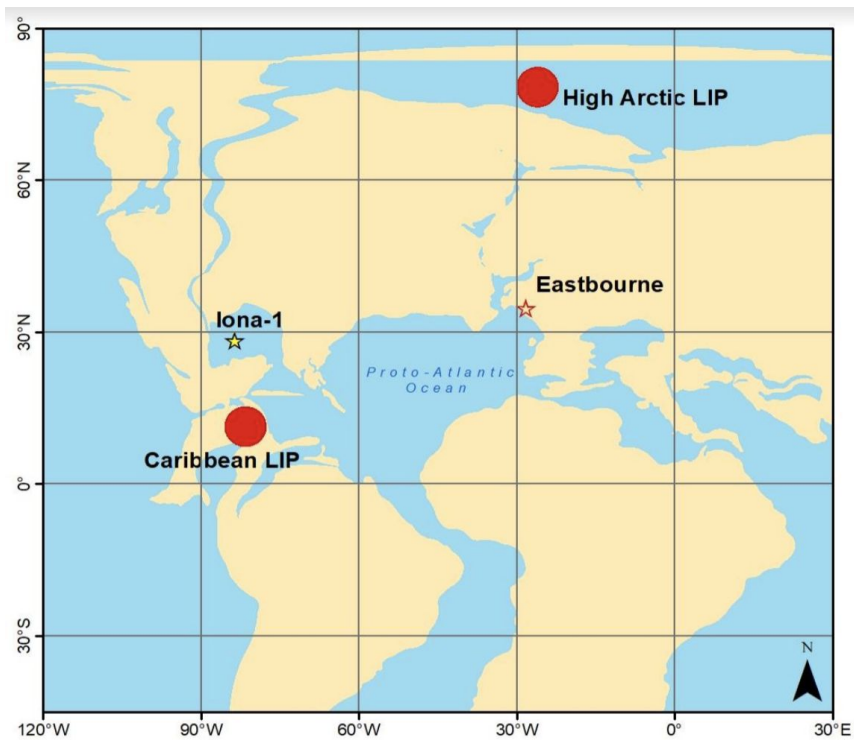 90°
High Arctic LIP
60°N
Eastbourne
Iona-1
30°N
Proto-Atlantic
Ocean
Caribbean LIP
0°
30°S
N
120°W
90°W
60°W
30°W
0°
30°E